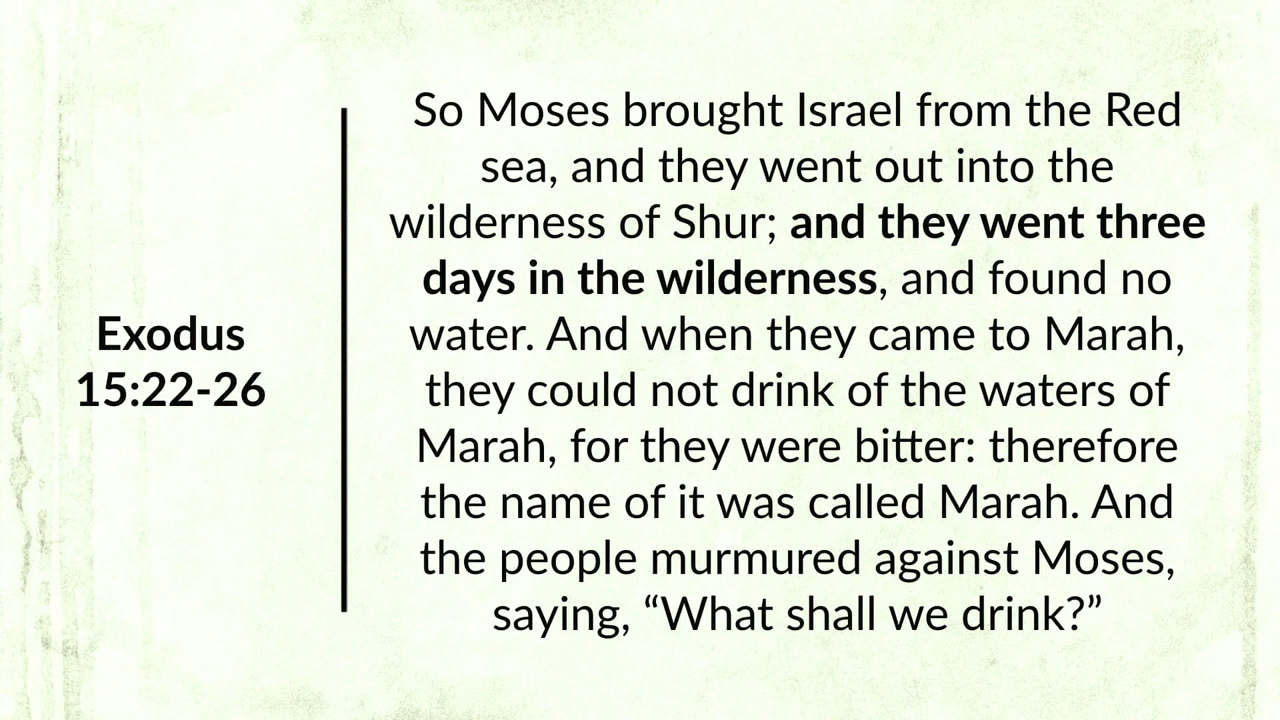 Exodus
15:22-26
So Moses brought Israel from the Red
sea, and they went out into the
wilderness of Shur; and they went three
days in the wilderness, and found no
water. And when they came to Marah,
they could not drink of the waters of
Marah, for they were bitter: therefore
the name of it was called Marah. And
the people murmured against Moses,
saying, “What shall we drink?”